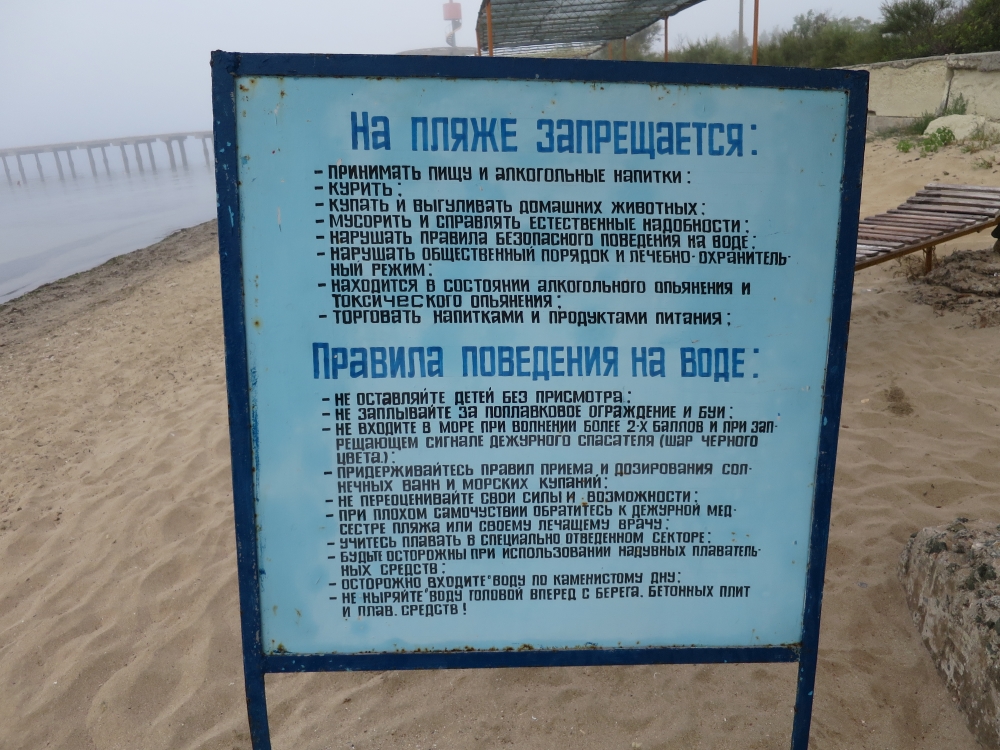 На пляже запрещается:
- принимать пищу и алкогольные напитки;
- курить;
- купать и выгуливать домашних животных;
- мусорить и справлять естественные надобности;
- нарушать правила безопасного поведения на воде;
- нарушать общественный порядок и лечебно-охранитель-
ный режим;
- находится в состоянии алкогольного опьянения и
токсического опьянения;
- торговать напитками и продуктами питания;
Правила поведения на воде:
- не оставляйте детей без присмотра;
- не заплывайте за поплавковое ограждение и буи;
- не входите в море при волнении более 2-х баллов и при зап-
рещающем сигнале дежурного спасателя (шар черного
цвета.);
- придерживайтесь правил приема и дозирования сол-
нечных ванн и морских купаний;
- не переоценивайте свои силы и возможности;
- при плохом самочуствии обратитесь к дежурной мед-
сестре пляжа или своему лечащему врачу;
- учитесь плавать в специально отведенном секторе;
- будьте осторожны при использовании надувных плаватель-
ных средств;
- осторожно входите в воду по каменистому дну;
- не ныряйте в воду головой вперед с берега, бетонных плит
и плав. средств!